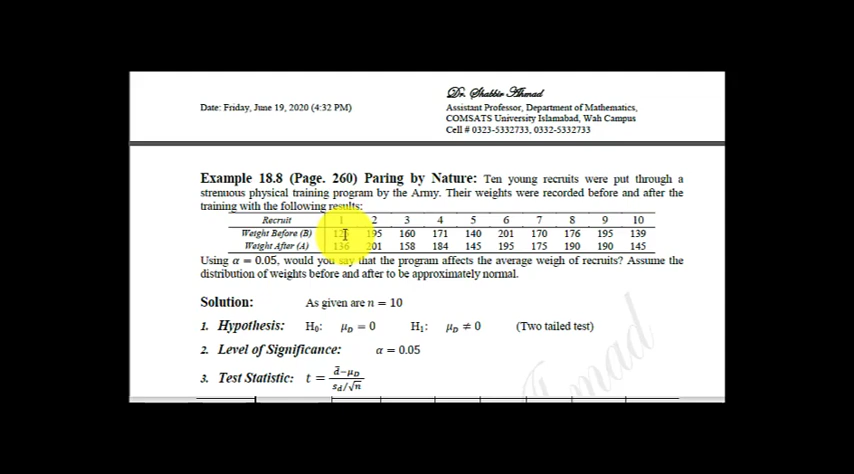 Dr. Shabbir Ahmad
Date: Friday, June 19, 2020 (4:32 PM)
Assistant Professor, Department of Mathematics,
COMSATS University Islamabad, Wah Campus
Cell # 0323-5332733, 0332-5332733
Example 18.8 (Page. 260) Paring by Nature: Ten young recruits were put through a
strenuous physical training program by the Army. Their weights were recorded before and after the
training with the following results:
Recruit 1 2 3 4 5 6 7 8 9 10
Weight Before (B) 195 160 171 140 201 170 176 195 139
Weight After (A) 136 201 158 184 145 195 175 190 190 145
Using α = 0.05, would you say that the program affects the average weigh of recruits? Assume the
distribution of weights before and after to be approximately normal.
Solution: As given are n = 10
1. Hypothesis: H₀: μ_D = 0 H₁: μ_D ≠ 0 (Two tailed test)
2. Level of Significance: α = 0.05
3. Test Statistic: t = (d̄−μ_D)/(s_d/√n)